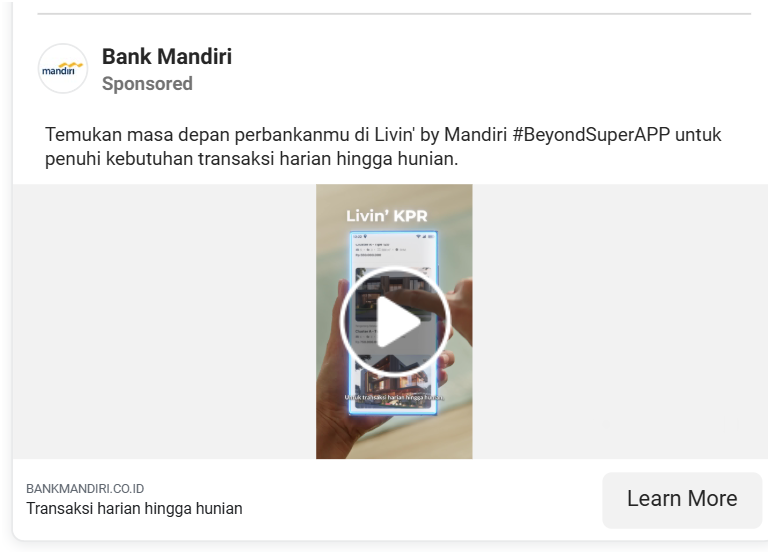 mandiri
Bank Mandiri
Sponsored
Temukan masa depan perbankanmu di Livin' by Mandiri #BeyondSuperAPP untuk
penuhi kebutuhan transaksi harian hingga hunian.
Livin' KPR
Untuk transaksi harian hingga hunian,
BANKMANDIRI.CO.ID
Transaksi harian hingga hunian
Learn More